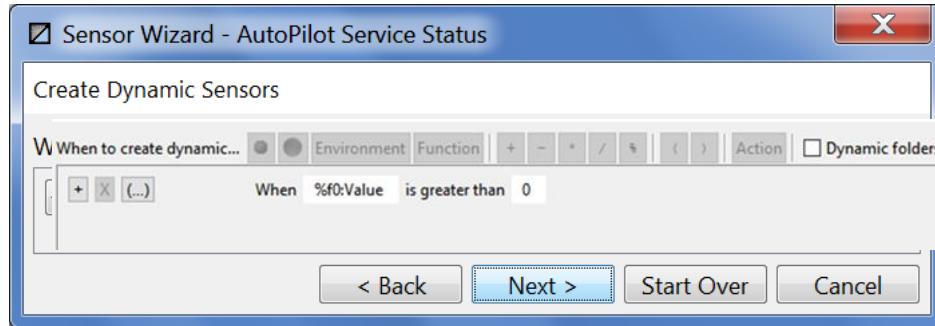 Sensor Wizard - AutoPilot Service Status
X
Create Dynamic Sensors
W
When to create dynamic... Environment Function + - * / % ( ) Action Dynamic folders
+ X (...) When %f0:Value is greater than 0
< Back Next > Start Over Cancel